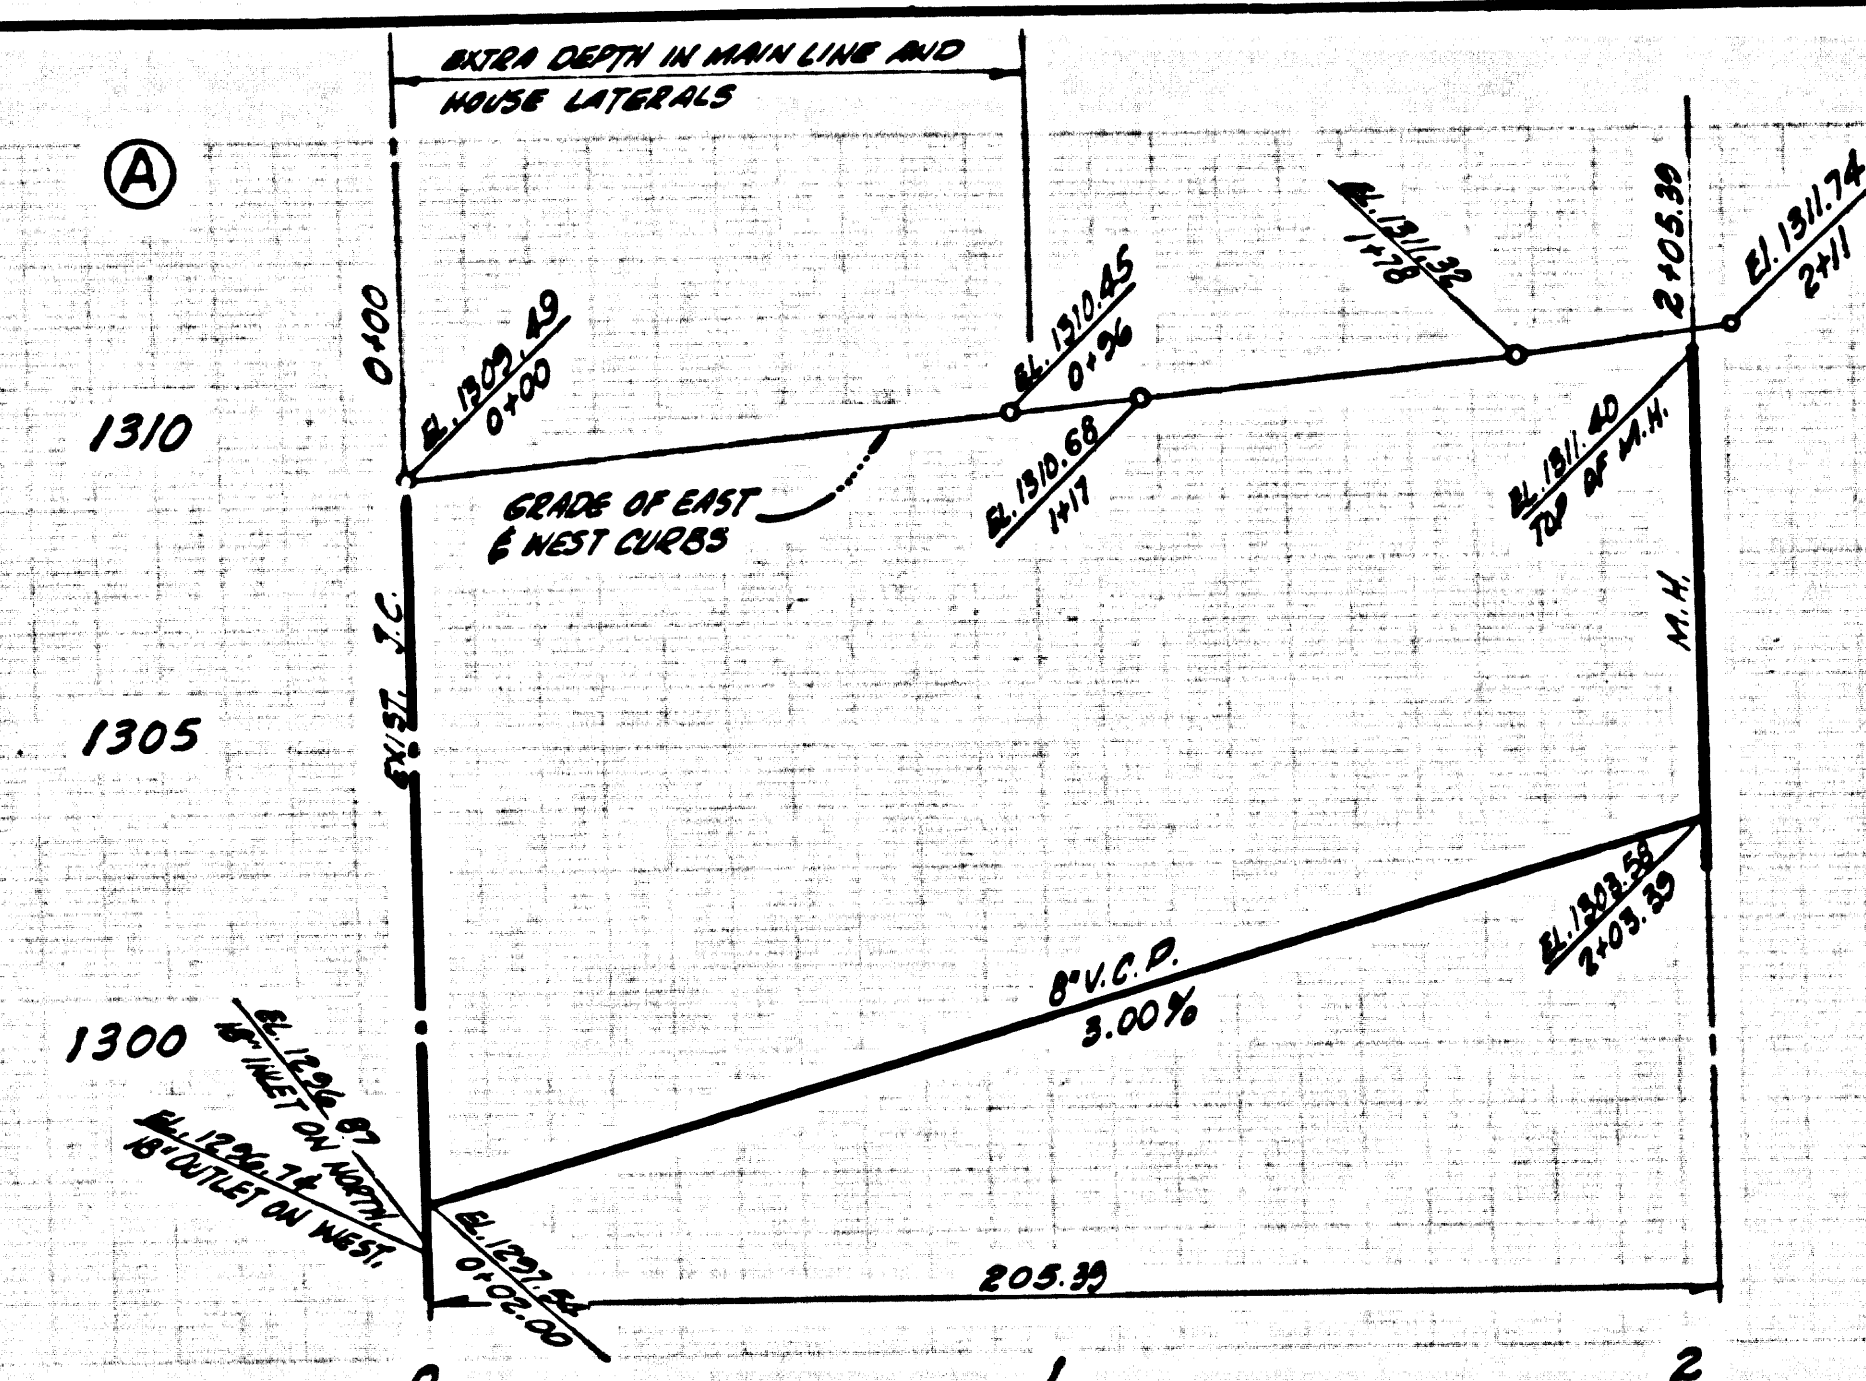 EXTRA DEPTH IN MAIN LINE AND
HOUSE LATERALS
A
0+00
EL. 1309.49
0+00
EL. 1310.45
0+96
EL. 1311.32
1+78
2+05.39
EL. 1311.74
2+11
1310
GRADE OF EAST
& WEST CURBS
EL. 1310.68
1+17
EL. 1311.40
TOP OF M.H.
EXIST. J.C.
M.H.
1305
EL. 1303.58
2+03.39
8" V.C.P.
3.00%
1300
EL. 1296.87
INLET ON NORTH
EL. 1296.74
18" OUTLET ON WEST.
EL. 1297.54
0+02.00
205.39
0
1
2